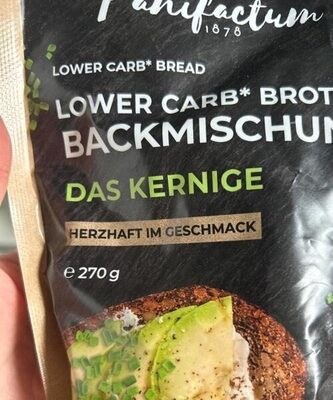 Panifactum
1878
LOWER CARB* BREAD
LOWER CARB* BROT
BACKMISCHUN
DAS KERNIGE
HERZHAFT IM GESCHMACK
℮ 270 g